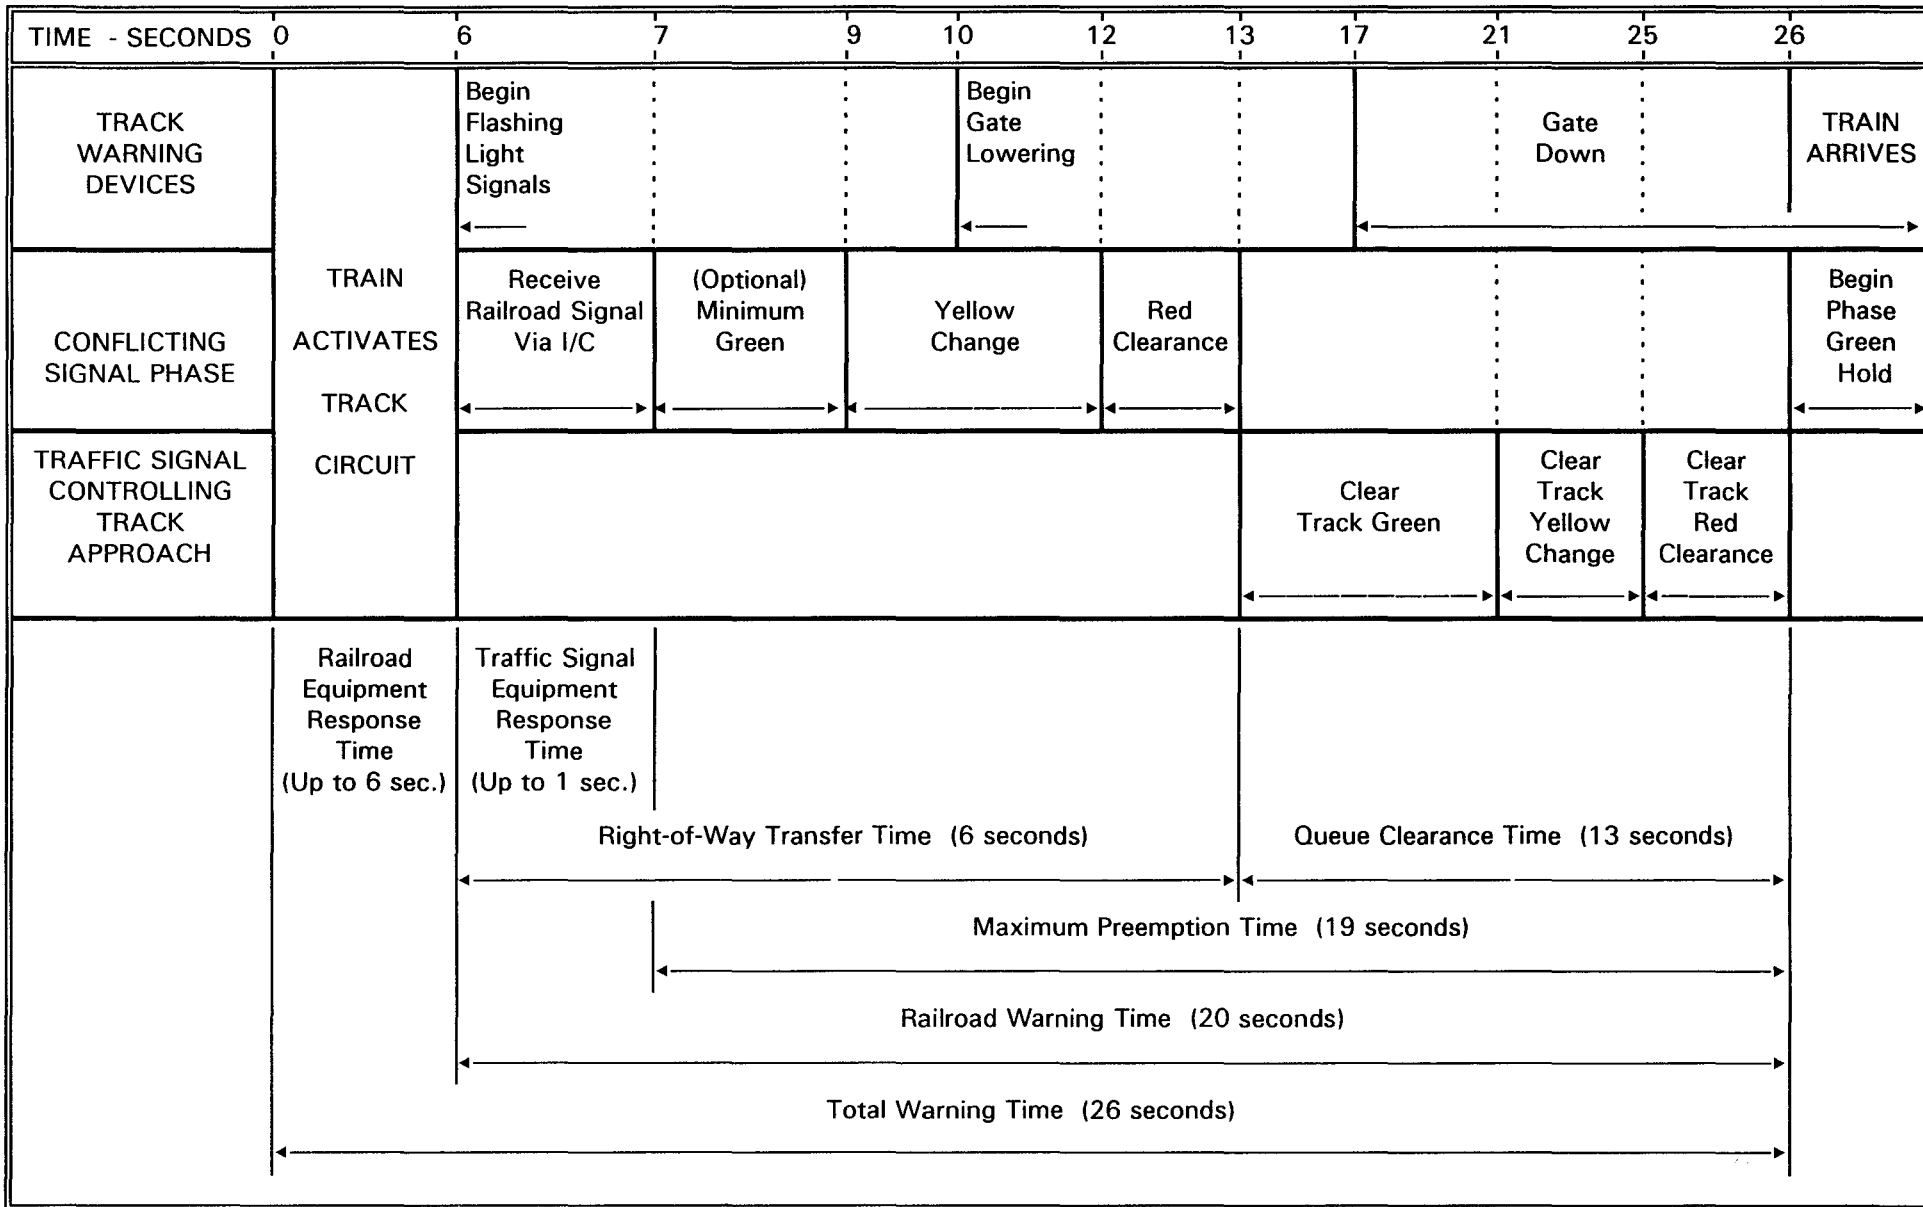 TIME - SECONDS 0 6 7 9 10 12 13 17 21 25 26
TRACK
WARNING
DEVICES
Begin
Flashing
Light
Signals
Begin
Gate
Lowering
Gate
Down
TRAIN
ARRIVES
CONFLICTING
SIGNAL PHASE
TRAIN
ACTIVATES
TRACK
CIRCUIT
Receive
Railroad Signal
Via I/C
(Optional)
Minimum
Green
Yellow
Change
Red
Clearance
Begin
Phase
Green
Hold
TRAFFIC SIGNAL
CONTROLLING
TRACK
APPROACH
Clear
Track Green
Clear
Track
Yellow
Change
Clear
Track
Red
Clearance
Railroad
Equipment
Response
Time
(Up to 6 sec.)
Traffic Signal
Equipment
Response
Time
(Up to 1 sec.)
Right-of-Way Transfer Time (6 seconds)
Queue Clearance Time (13 seconds)
Maximum Preemption Time (19 seconds)
Railroad Warning Time (20 seconds)
Total Warning Time (26 seconds)